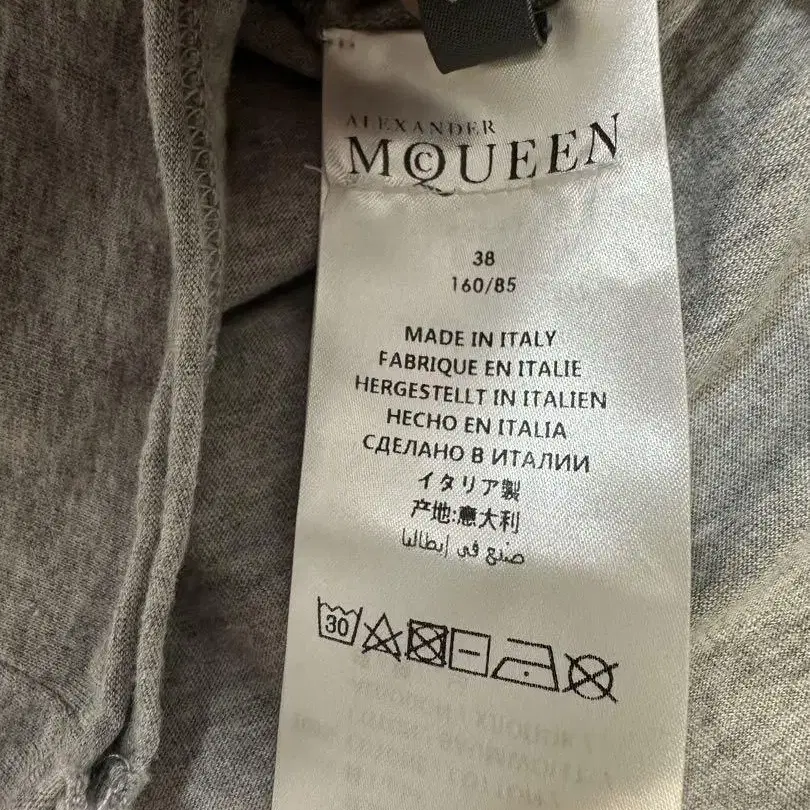 ALEXANDER
McQUEEN
38
160/85
MADE IN ITALY
FABRIQUE EN ITALIE
HERGESTELLT IN ITALIEN
HECHO EN ITALIA
СДЕЛАНО В ИТАЛИИ
イタリア製
产地:意大利
صنع في إيطاليا
30